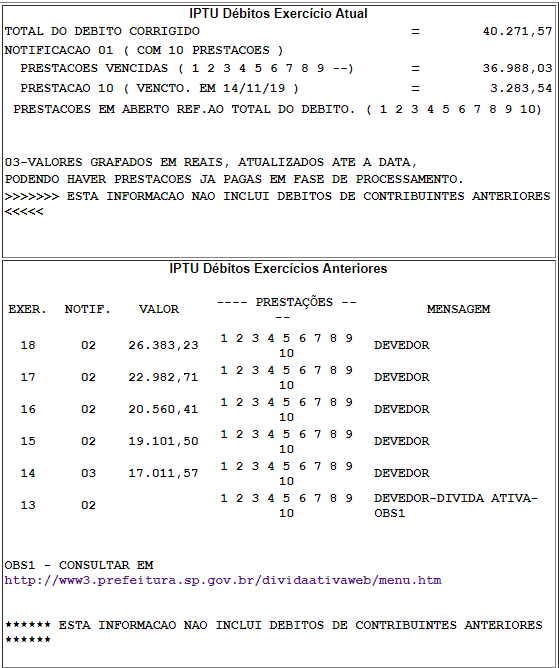 IPTU Débitos Exercício Atual
TOTAL DO DEBITO CORRIGIDO = 40.271,57
NOTIFICACAO 01 ( COM 10 PRESTACOES )
PRESTACOES VENCIDAS ( 1 2 3 4 5 6 7 8 9 --) = 36.988,03
PRESTACAO 10 ( VENCTO. EM 14/11/19 ) = 3.283,54
PRESTACOES EM ABERTO REF.AO TOTAL DO DEBITO. ( 1 2 3 4 5 6 7 8 9 10)
03-VALORES GRAFADOS EM REAIS, ATUALIZADOS ATE A DATA,
PODENDO HAVER PRESTACOES JA PAGAS EM FASE DE PROCESSAMENTO.
>>>>>>> ESTA INFORMACAO NAO INCLUI DEBITOS DE CONTRIBUINTES ANTERIORES
<<<<<
IPTU Débitos Exercícios Anteriores
EXER. NOTIF. VALOR ---- PRESTAÇÕES -- MENSAGEM
--
18 02 26.383,23 1 2 3 4 5 6 7 8 9 DEVEDOR
10
17 02 22.982,71 1 2 3 4 5 6 7 8 9 DEVEDOR
10
16 02 20.560,41 1 2 3 4 5 6 7 8 9 DEVEDOR
10
15 02 19.101,50 1 2 3 4 5 6 7 8 9 DEVEDOR
10
14 03 17.011,57 1 2 3 4 5 6 7 8 9 DEVEDOR
10
13 02 1 2 3 4 5 6 7 8 9 DEVEDOR-DIVIDA ATIVA-
10 OBS1
OBS1 - CONSULTAR EM
http://www3.prefeitura.sp.gov.br/dividaativaweb/menu.htm
****** ESTA INFORMACAO NAO INCLUI DEBITOS DE CONTRIBUINTES ANTERIORES
******